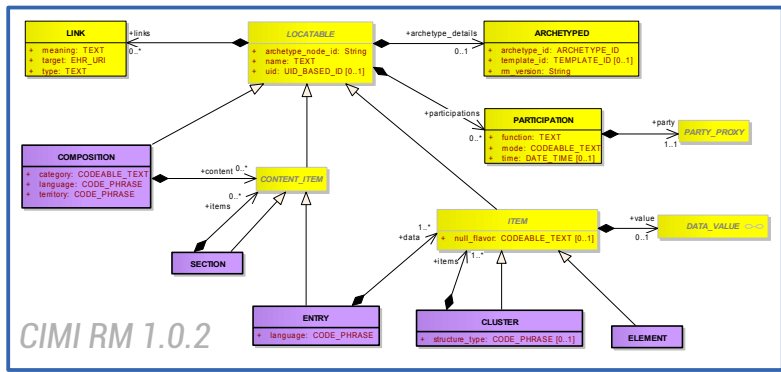 LINK
+ meaning: TEXT
+ target: EHR_URI
+ type: TEXT
+links
0..*
LOCATABLE
+ archetype_node_id: String
+ name: TEXT
+ uid: UID_BASED_ID [0..1]
+archetype_details
0..1
ARCHETYPED
+ archetype_id: ARCHETYPE_ID
+ template_id: TEMPLATE_ID [0..1]
+ rm_version: String
+participations
0..*
PARTICIPATION
+ function: TEXT
+ mode: CODEABLE_TEXT
+ time: DATE_TIME [0..1]
+party
1..1
PARTY_PROXY
COMPOSITION
+ category: CODEABLE_TEXT
+ language: CODE_PHRASE
+ territory: CODE_PHRASE
+content
0..*
CONTENT_ITEM
+items
0..*
SECTION
ITEM
+ null_flavor: CODEABLE_TEXT [0..1]
+value
0..1
DATA_VALUE
1..*
+data
+items
1..*
ENTRY
+ language: CODE_PHRASE
CLUSTER
+ structure_type: CODE_PHRASE [0..1]
ELEMENT
CIMI RM 1.0.2